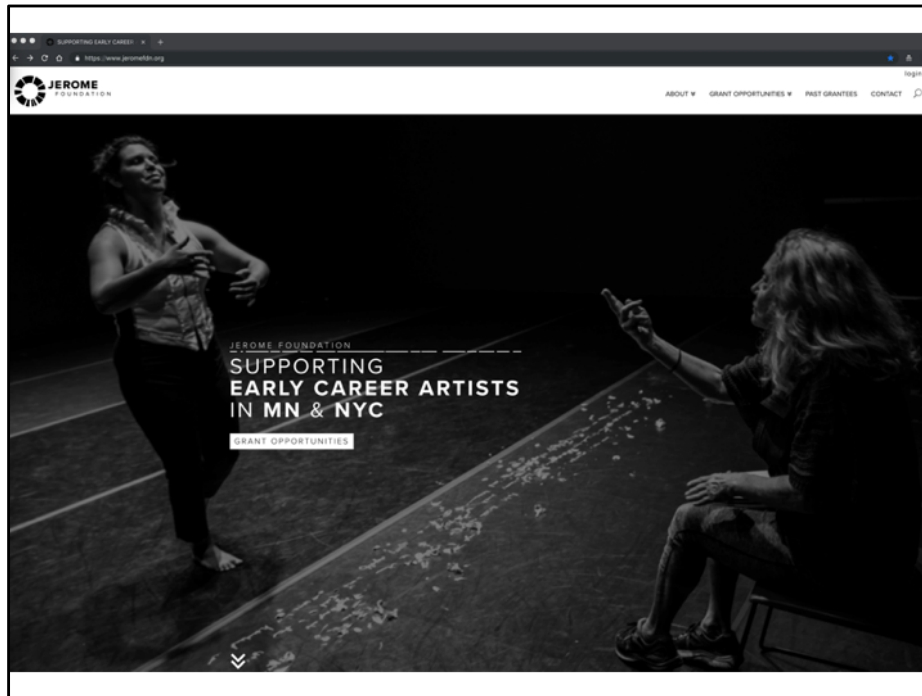 SUPPORTING EARLY CAREER
https://www.jeromefdn.org
login
JEROME
FOUNDATION
ABOUT GRANT OPPORTUNITIES PAST GRANTEES CONTACT
JEROME FOUNDATION
SUPPORTING
EARLY CAREER ARTISTS
IN MN & NYC
GRANT OPPORTUNITIES